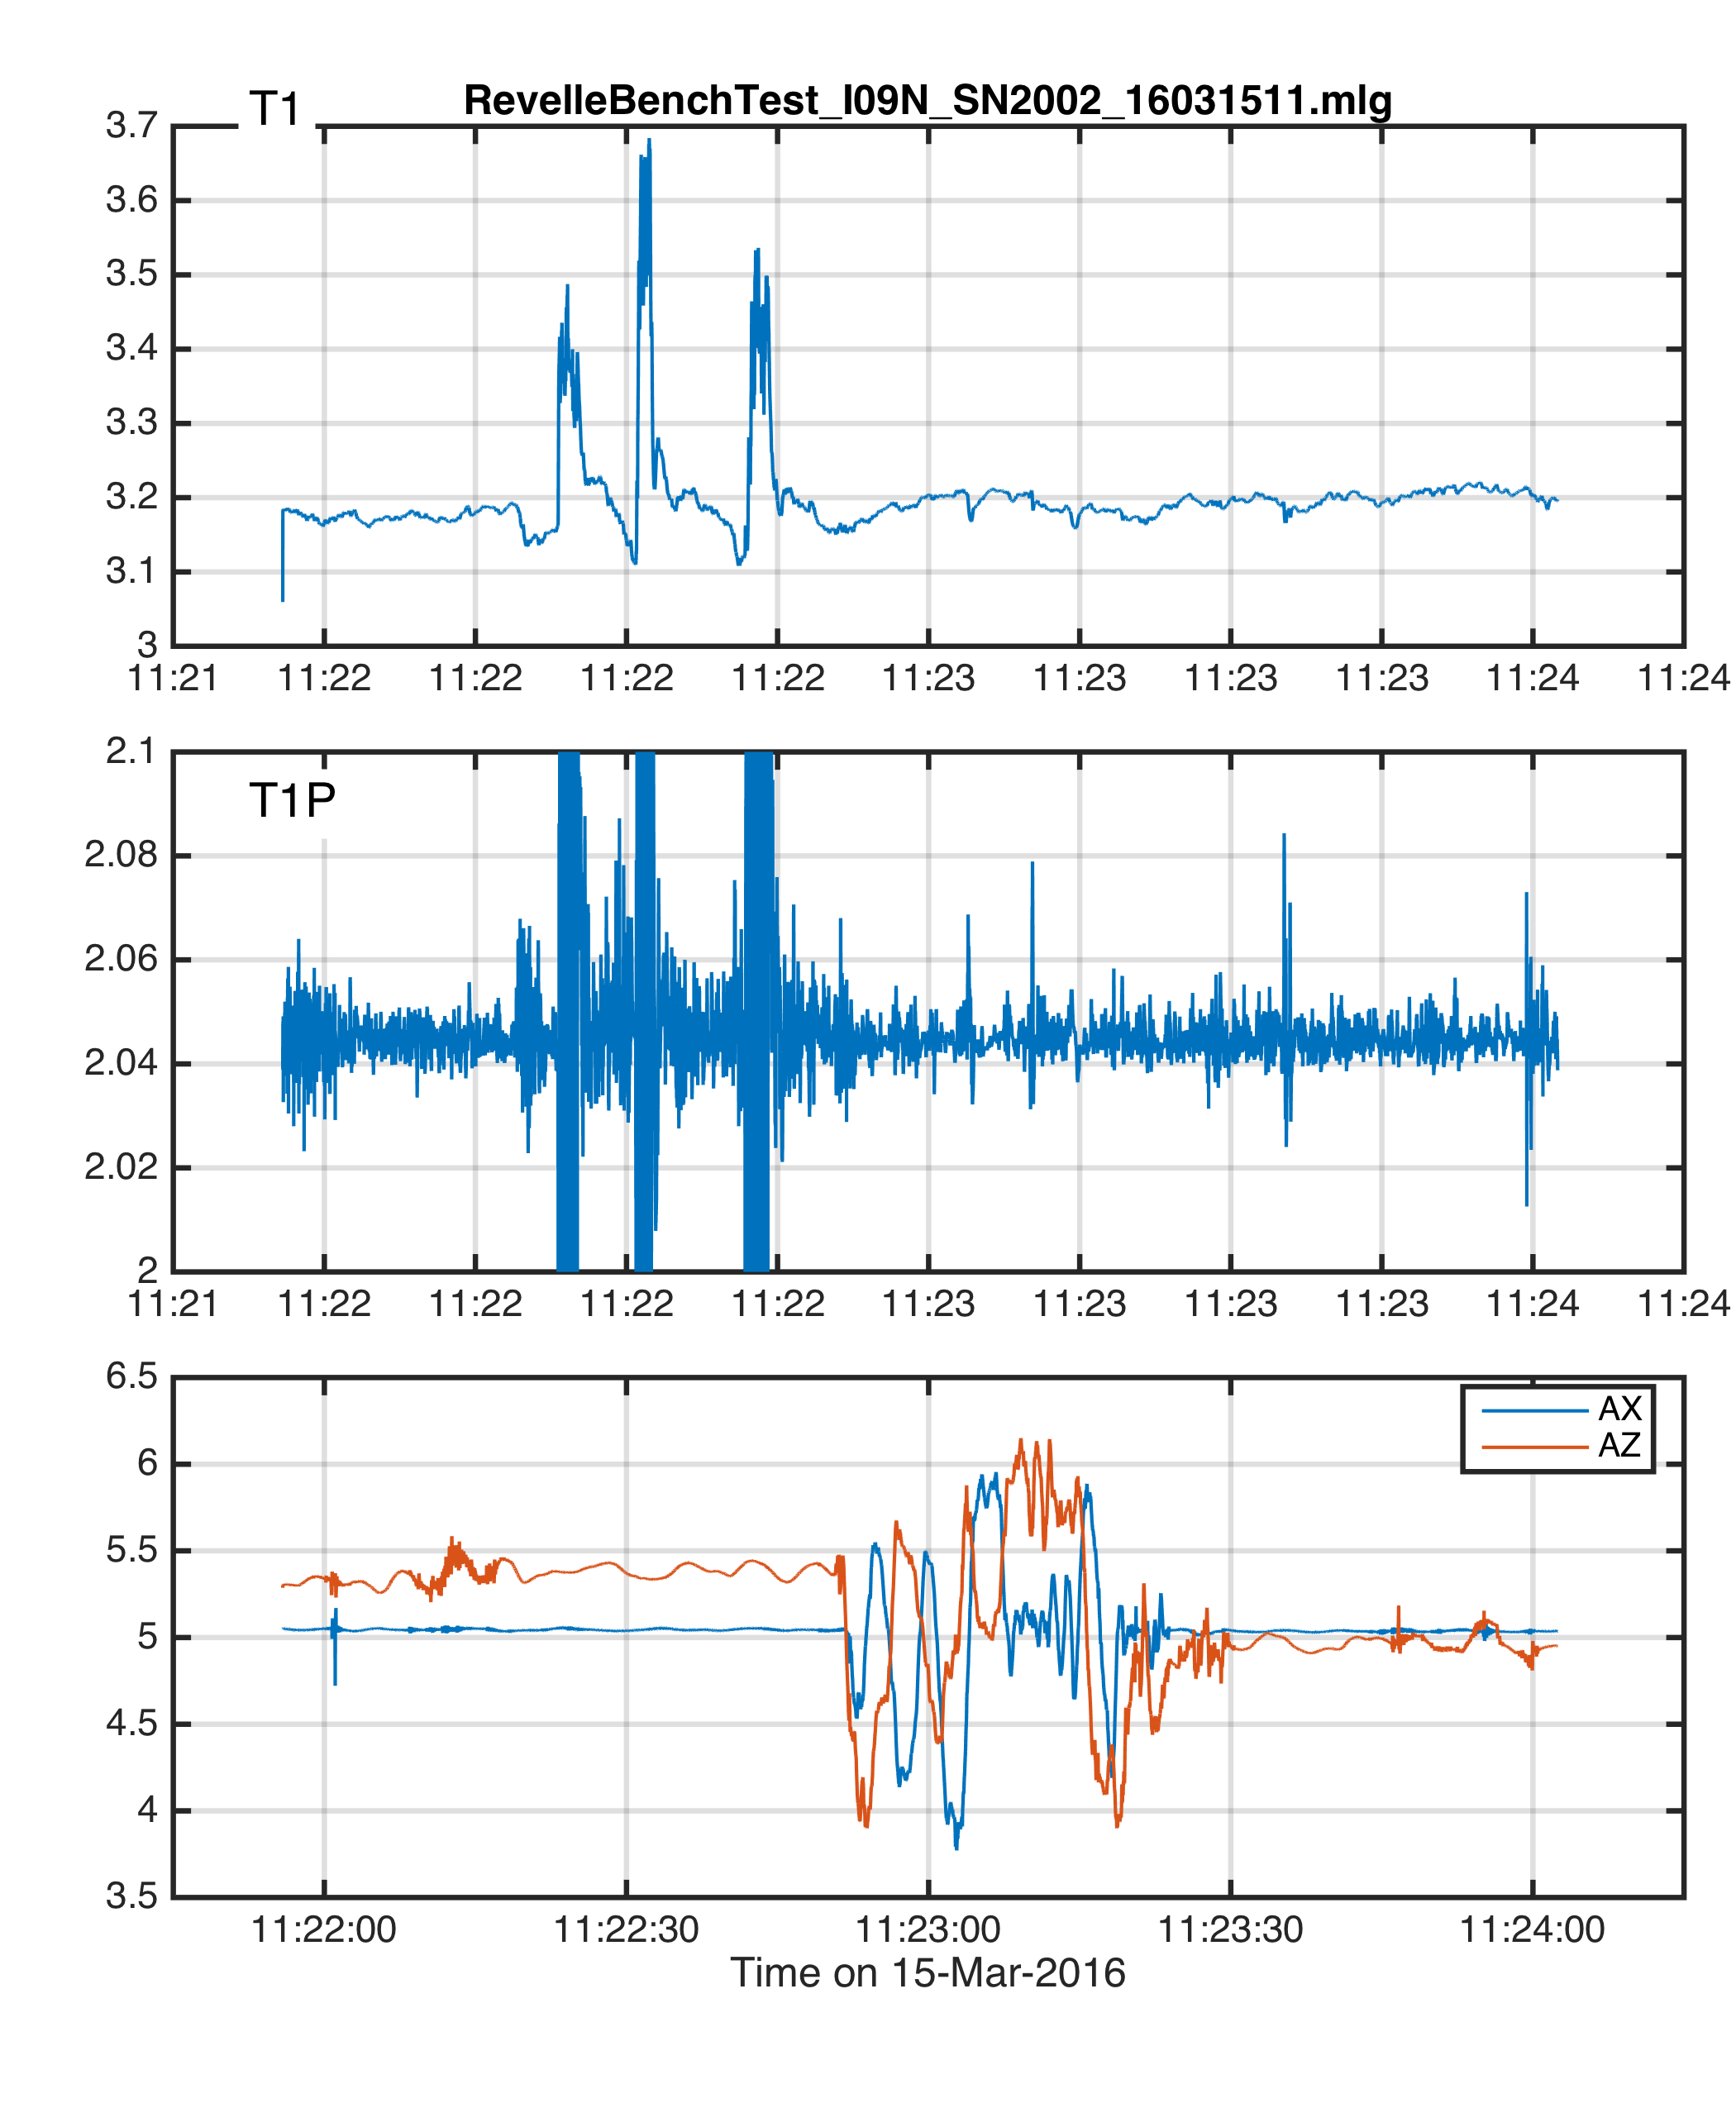 T1
RevelleBenchTest_I09N_SN2002_16031511.mlg
3.7
3.6
3.5
3.4
3.3
3.2
3.1
3
11:21 11:22 11:22 11:22 11:22 11:23 11:23 11:23 11:23 11:24 11:24
2.1
T1P
2.08
2.06
2.04
2.02
2
11:21 11:22 11:22 11:22 11:22 11:23 11:23 11:23 11:23 11:24 11:24
6.5
AX
AZ
6
5.5
5
4.5
4
3.5
11:22:00 11:22:30 11:23:00 11:23:30 11:24:00
Time on 15-Mar-2016